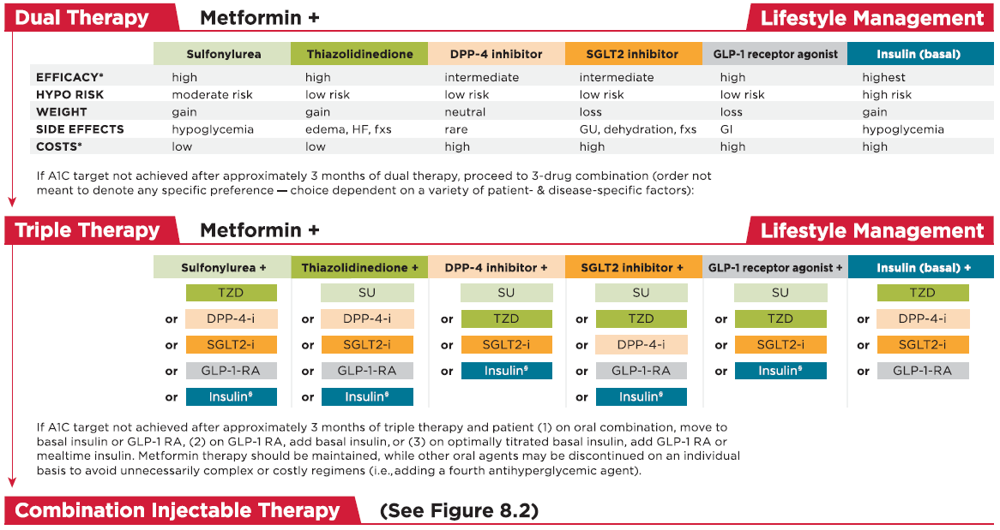 Dual Therapy Metformin + Lifestyle Management
Sulfonylurea Thiazolidinedione DPP-4 inhibitor SGLT2 inhibitor GLP-1 receptor agonist Insulin (basal)
EFFICACY* high high intermediate intermediate high highest
HYPO RISK moderate risk low risk low risk low risk low risk high risk
WEIGHT gain gain neutral loss loss gain
SIDE EFFECTS hypoglycemia edema, HF, fxs rare GU, dehydration, fxs GI hypoglycemia
COSTS* low low high high high high
If A1C target not achieved after approximately 3 months of dual therapy, proceed to 3-drug combination (order not
meant to denote any specific preference — choice dependent on a variety of patient- & disease-specific factors):
Triple Therapy Metformin + Lifestyle Management
Sulfonylurea + Thiazolidinedione + DPP-4 inhibitor + SGLT2 inhibitor + GLP-1 receptor agonist + Insulin (basal) +
TZD SU SU SU SU TZD
or DPP-4-i or DPP-4-i or TZD or TZD or TZD or DPP-4-i
or SGLT2-i or SGLT2-i or SGLT2-i or DPP-4-i or SGLT2-i or SGLT2-i
or GLP-1-RA or GLP-1-RA or Insulin§ or GLP-1-RA or Insulin§ or GLP-1-RA
or Insulin§ or Insulin§ or Insulin§
If A1C target not achieved after approximately 3 months of triple therapy and patient (1) on oral combination, move to
basal insulin or GLP-1 RA, (2) on GLP-1 RA, add basal insulin, or (3) on optimally titrated basal insulin, add GLP-1 RA or
mealtime insulin. Metformin therapy should be maintained, while other oral agents may be discontinued on an individual
basis to avoid unnecessarily complex or costly regimens (i.e., adding a fourth antihyperglycemic agent).
Combination Injectable Therapy (See Figure 8.2)